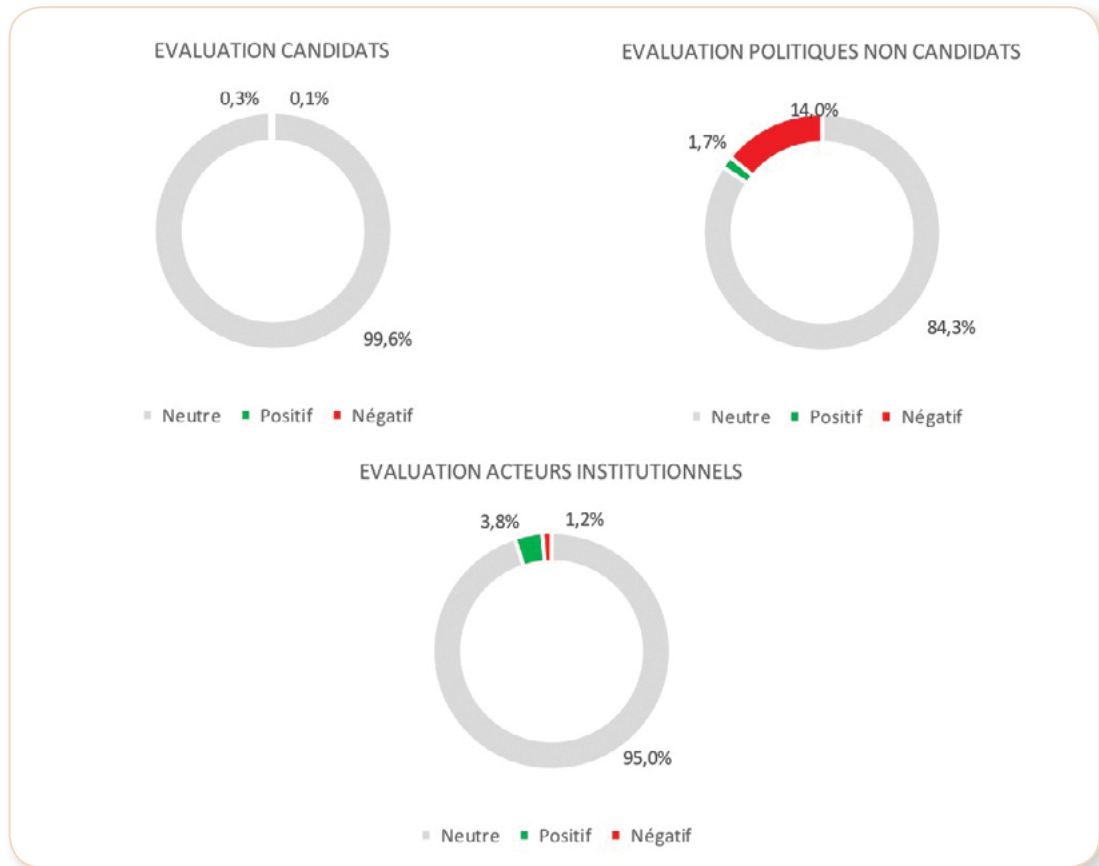 EVALUATION CANDIDATS
0,3% 0,1%
99,6%
Neutre Positif Négatif
EVALUATION POLITIQUES NON CANDIDATS
14,0%
1,7%
84,3%
Neutre Positif Négatif
EVALUATION ACTEURS INSTITUTIONNELS
3,8% 1,2%
95,0%
Neutre Positif Négatif